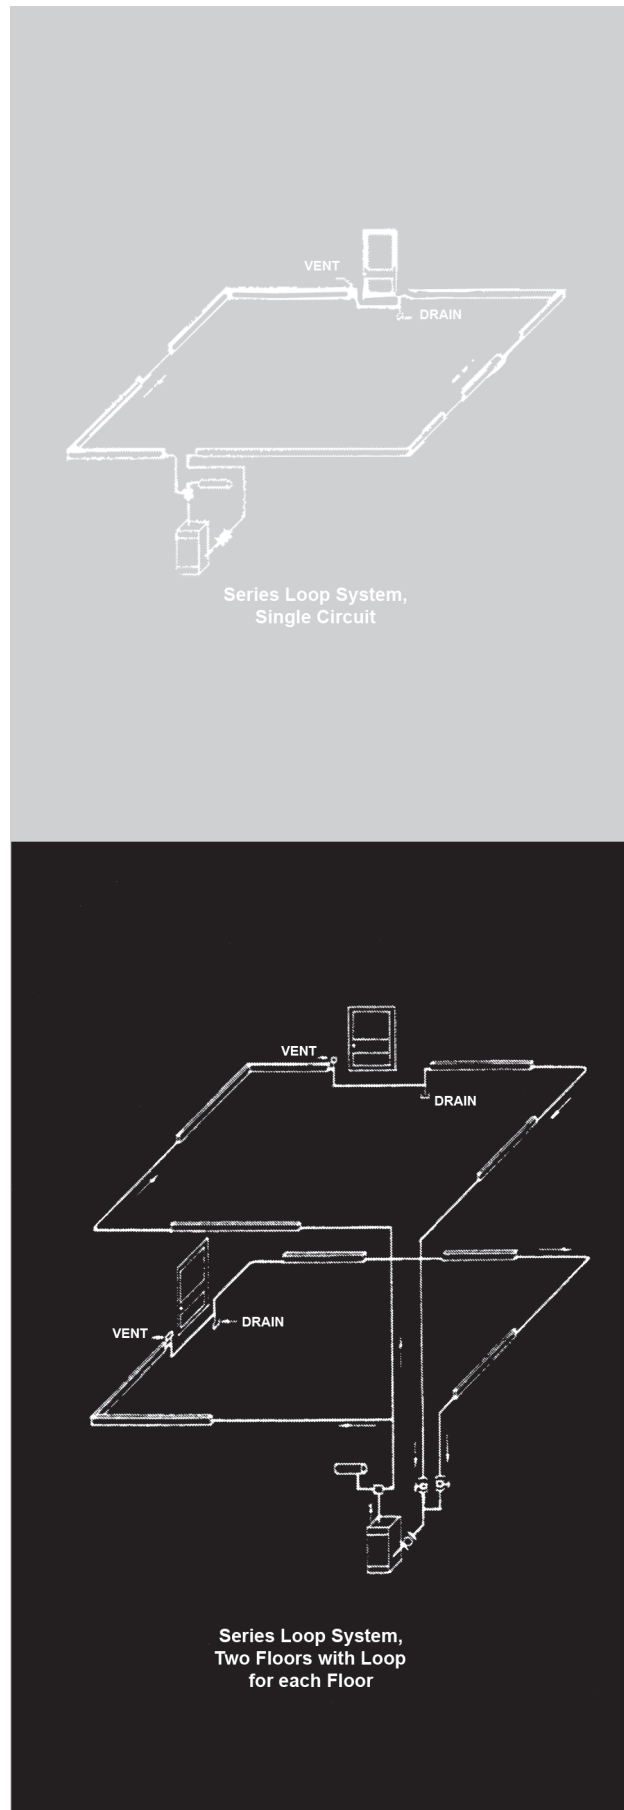 VENT
DRAIN
Series Loop System,
Single Circuit
VENT
DRAIN
DRAIN
VENT
Series Loop System,
Two Floors with Loop
for each Floor